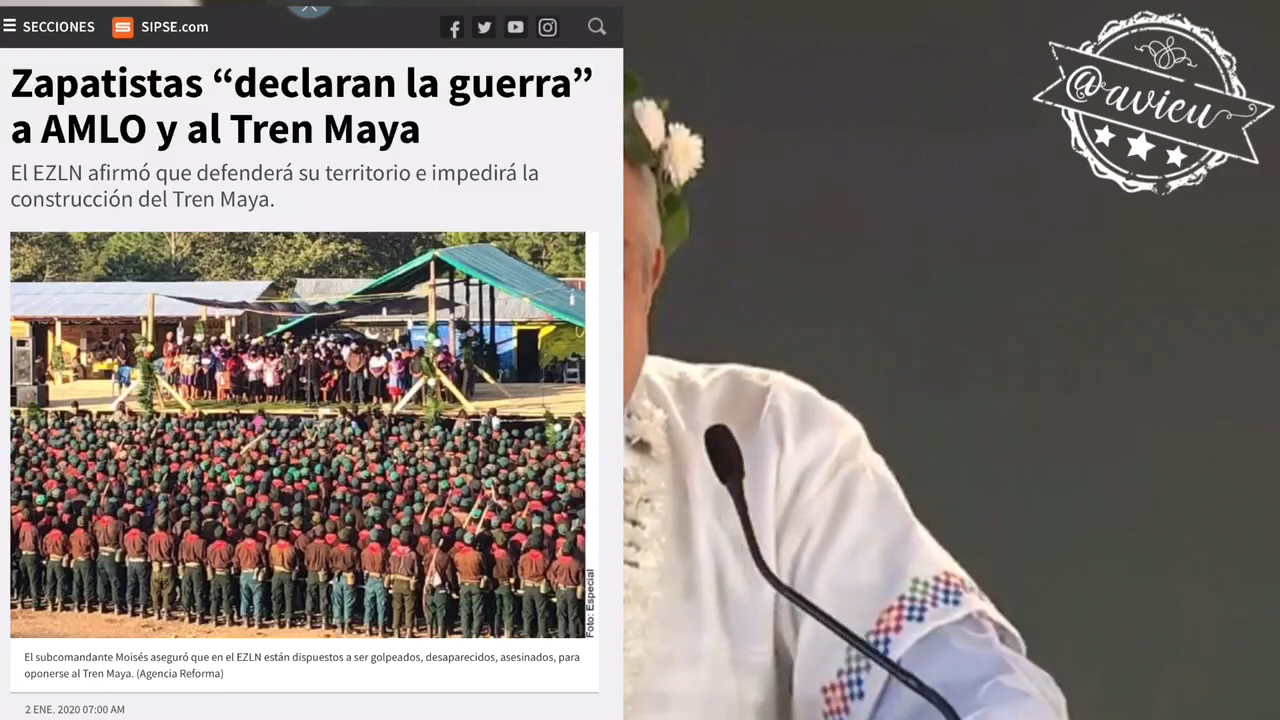 SECCIONES
SIPSE.com
Zapatistas “declaran la guerra”
a AMLO y al Tren Maya
El EZLN afirmó que defenderá su territorio e impedirá la
construcción del Tren Maya.
Foto: Especial
El subcomandante Moisés aseguró que en el EZLN están dispuestos a ser golpeados, desaparecidos, asesinados, para
oponerse al Tren Maya. (Agencia Reforma)
2 ENE. 2020 07:00 AM
@avicu